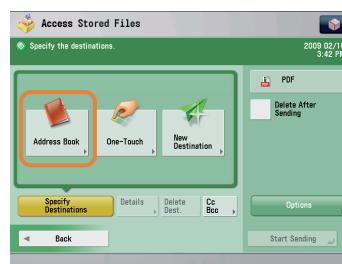 Access Stored Files
Specify the destinations.
2009 02/1
3:42 PM
PDF
Delete After
Sending
Address Book
One-Touch
New
Destination
Specify
Destinations
Details
Delete
Dest.
Cc
Bcc
Options
Back
Start Sending